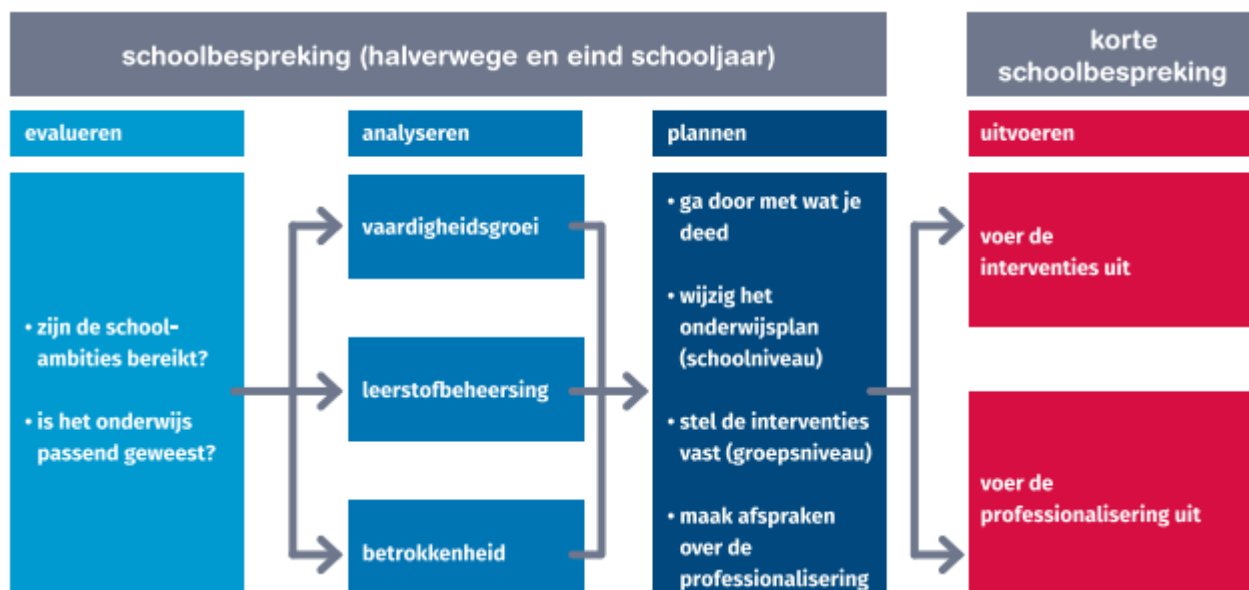 schoolbespreking (halverwege en eind schooljaar)
korte
schoolbespreking
evalueren
analyseren
plannen
uitvoeren
• zijn de school-
ambities bereikt?
• is het onderwijs
passend geweest?
vaardigheidsgroei
leerstofbeheersing
betrokkenheid
• ga door met wat je
deed
• wijzig het
onderwijsplan
(schoolniveau)
• stel de interventies
vast (groepsniveau)
• maak afspraken
over de
professionalisering
voer de
interventies uit
voer de
professionalisering uit